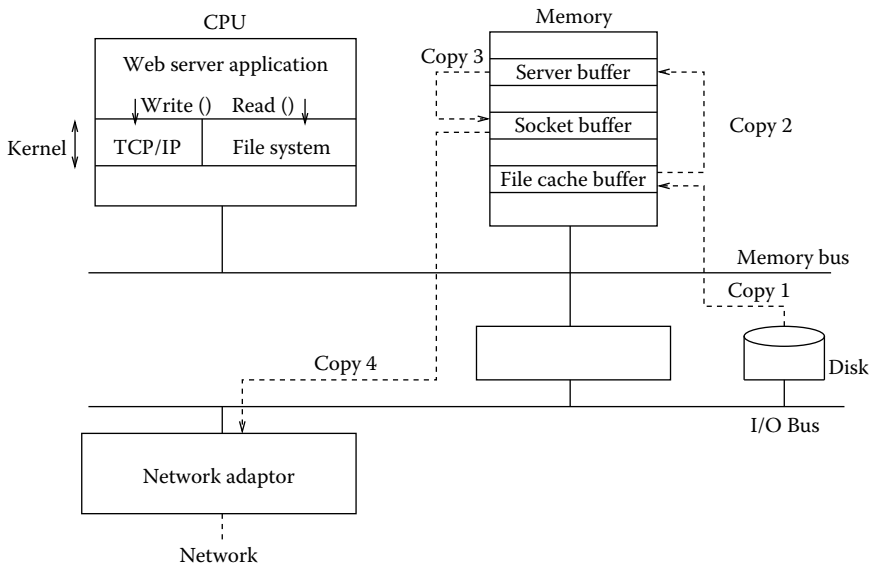 CPU
Memory
Web server application
Write () Read ()
Kernel
TCP/IP
File system
Copy 3
Server buffer
Socket buffer
Copy 2
File cache buffer
Memory bus
Copy 1
Copy 4
Disk
I/O Bus
Network adaptor
Network